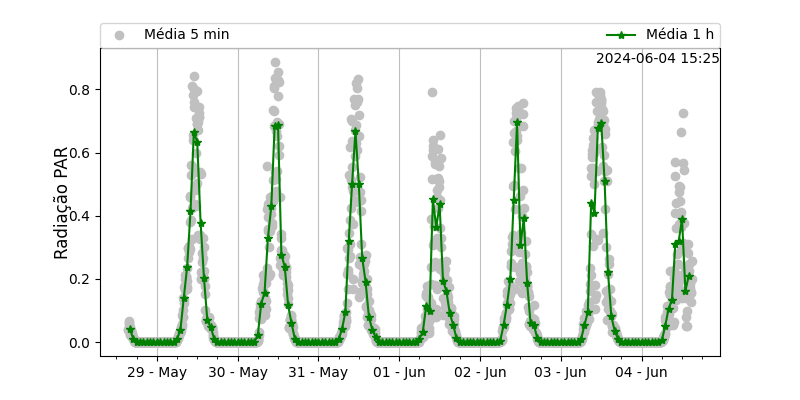 Média 5 min
Média 1 h
2024-06-04 15:25
Radiação PAR
0.8
0.6
0.4
0.2
0.0
29 - May
30 - May
31 - May
01 - Jun
02 - Jun
03 - Jun
04 - Jun